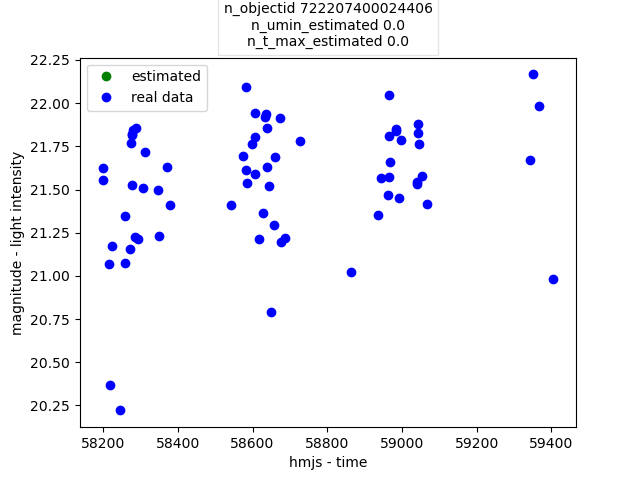 n_objectid 722207400024406
n_umin_estimated 0.0
n_t_max_estimated 0.0
estimated
real data
magnitude - light intensity
22.25
22.00
21.75
21.50
21.25
21.00
20.75
20.50
20.25
58200 58400 58600 58800 59000 59200 59400
hmjs - time